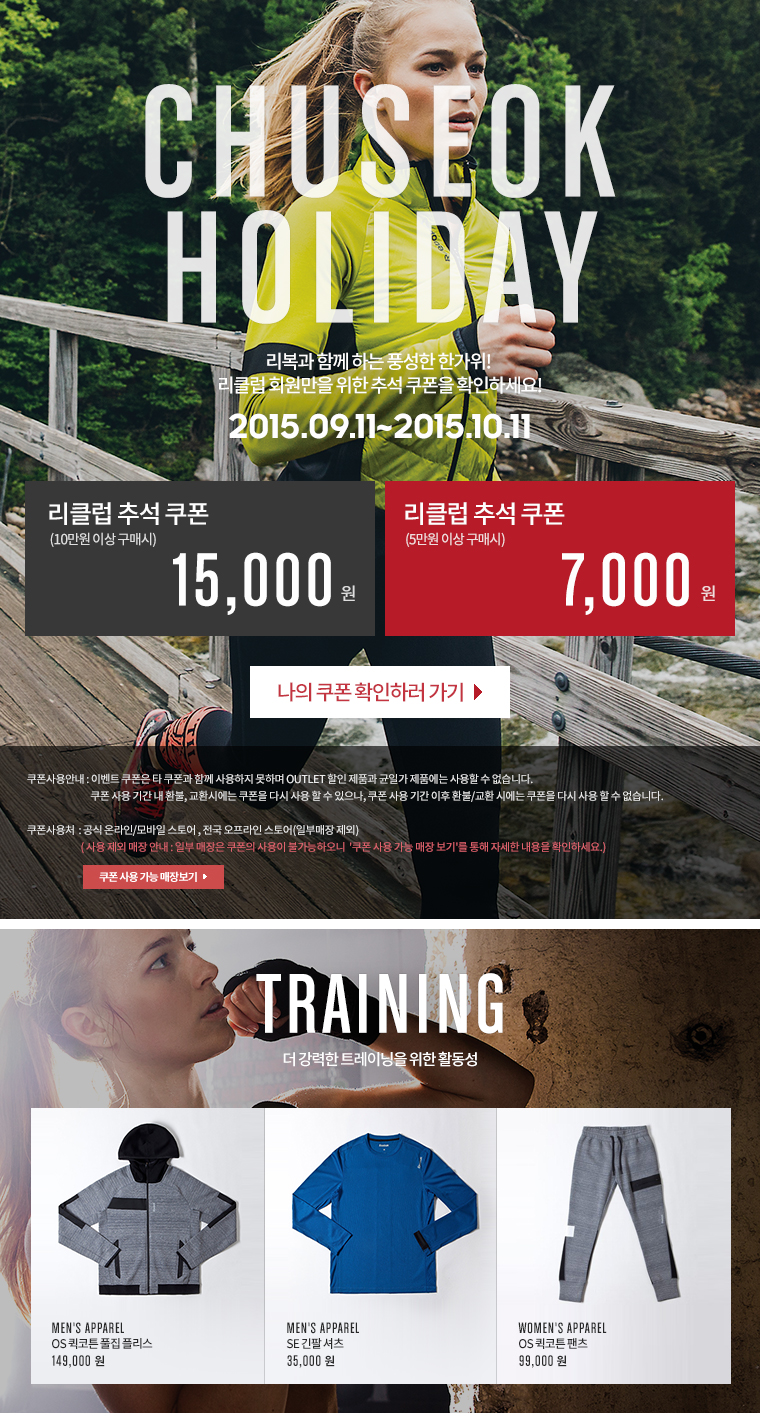 CHUSEOK
HOLIDAY
리복과 함께 하는 풍성한 한가위!
리클럽 회원만을 위한 추석 쿠폰을 확인하세요!
2015.09.11~2015.10.11
리클럽 추석 쿠폰
(10만원 이상 구매시)
15,000 원
리클럽 추석 쿠폰
(5만원 이상 구매시)
7,000 원
나의 쿠폰 확인하러 가기
쿠폰사용안내 : 이벤트 쿠폰은 타 쿠폰과 함께 사용하지 못하며 OUTLET 할인 제품과 균일가 제품에는 사용할 수 없습니다.
쿠폰 사용 기간 내 환불, 교환시에는 쿠폰을 다시 사용 할 수 있으나, 쿠폰 사용 기간 이후 환불/교환 시에는 쿠폰을 다시 사용 할 수 없습니다.
쿠폰사용처 : 공식 온라인/모바일 스토어 , 전국 오프라인 스토어(일부매장 제외)
( 사용 제외 매장 안내 : 일부 매장은 쿠폰의 사용이 불가능하오니 '쿠폰 사용 가능 매장 보기'를 통해 자세한 내용을 확인하세요.)
쿠폰 사용 가능 매장보기
TRAINING
더 강력한 트레이닝을 위한 활동성
MEN'S APPAREL
OS 퀵코튼 풀집 플리스
149,000 원
MEN'S APPAREL
SE 긴팔 셔츠
35,000 원
WOMEN'S APPAREL
OS 퀵코튼 팬츠
99,000 원